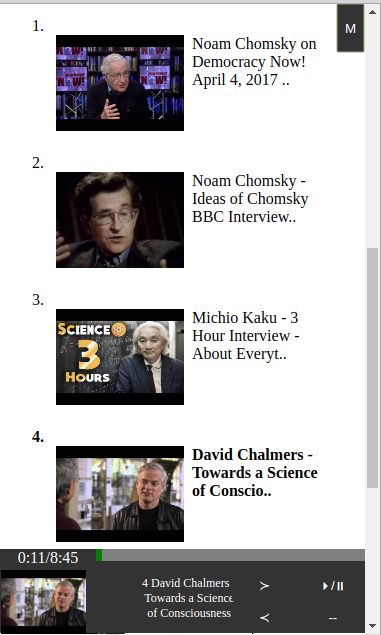 M
1.
Noam Chomsky on
Democracy Now!
April 4, 2017 ..
2.
Noam Chomsky -
Ideas of Chomsky
BBC Interview..
3.
SCIENCE
3
HOURS
Michio Kaku - 3
Hour Interview -
About Everyt..
4.
David Chalmers -
Towards a Science
of Conscio..
0:11/8:45
4 David Chalmers
Towards a Science
of Consciousness
>
<
/
--